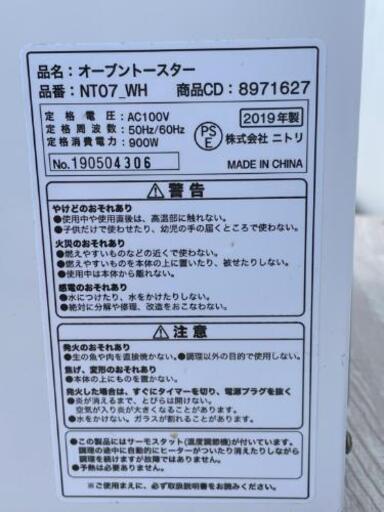 品名：オーブントースター
品番：NT07_WH　商品CD：8971627
定格電圧：AC100V
定格周波数：50Hz/60Hz
定格消費電力：900W
PSE
2019年製
株式会社 ニトリ
No.190504306
MADE IN CHINA
警告
やけどのおそれあり
●使用中や使用直後は、高温部に触れない。
●子供だけで使わせたり、幼児の手の届くところで使わない。
火災のおそれあり
●燃えやすいものなどの近くで使わない。
●燃えやすいものを本体の上に置いたり、被せたりしない。
●使用中は本体から離れない。
感電のおそれあり
●水につけたり、水をかけたりしない。
●絶対に分解や修理、改造をおこなわない。
注意
発火のおそれあり
●生の魚や肉を直接焼かない。●調理以外の目的で使用しない。
焦げ、変形のおそれあり
●本体の上にものを置かない。
発火した場合は、すぐにタイマーを切り、電源プラグを抜く
●炎が消えるまで、とびらは開けない。
空気が入り炎が大きくなることがあります。
●水をかけない。ガラスが割れることがあります。
●この製品にはサーモスタット(温度調節機)が付いています。
調理の途中に自動的にヒーターがついたり消えたりしながら
調理を続けますが故障ではありません。
●予熱は必要ありません。
※ご使用まえに、必ず取扱説明書をお読みください。